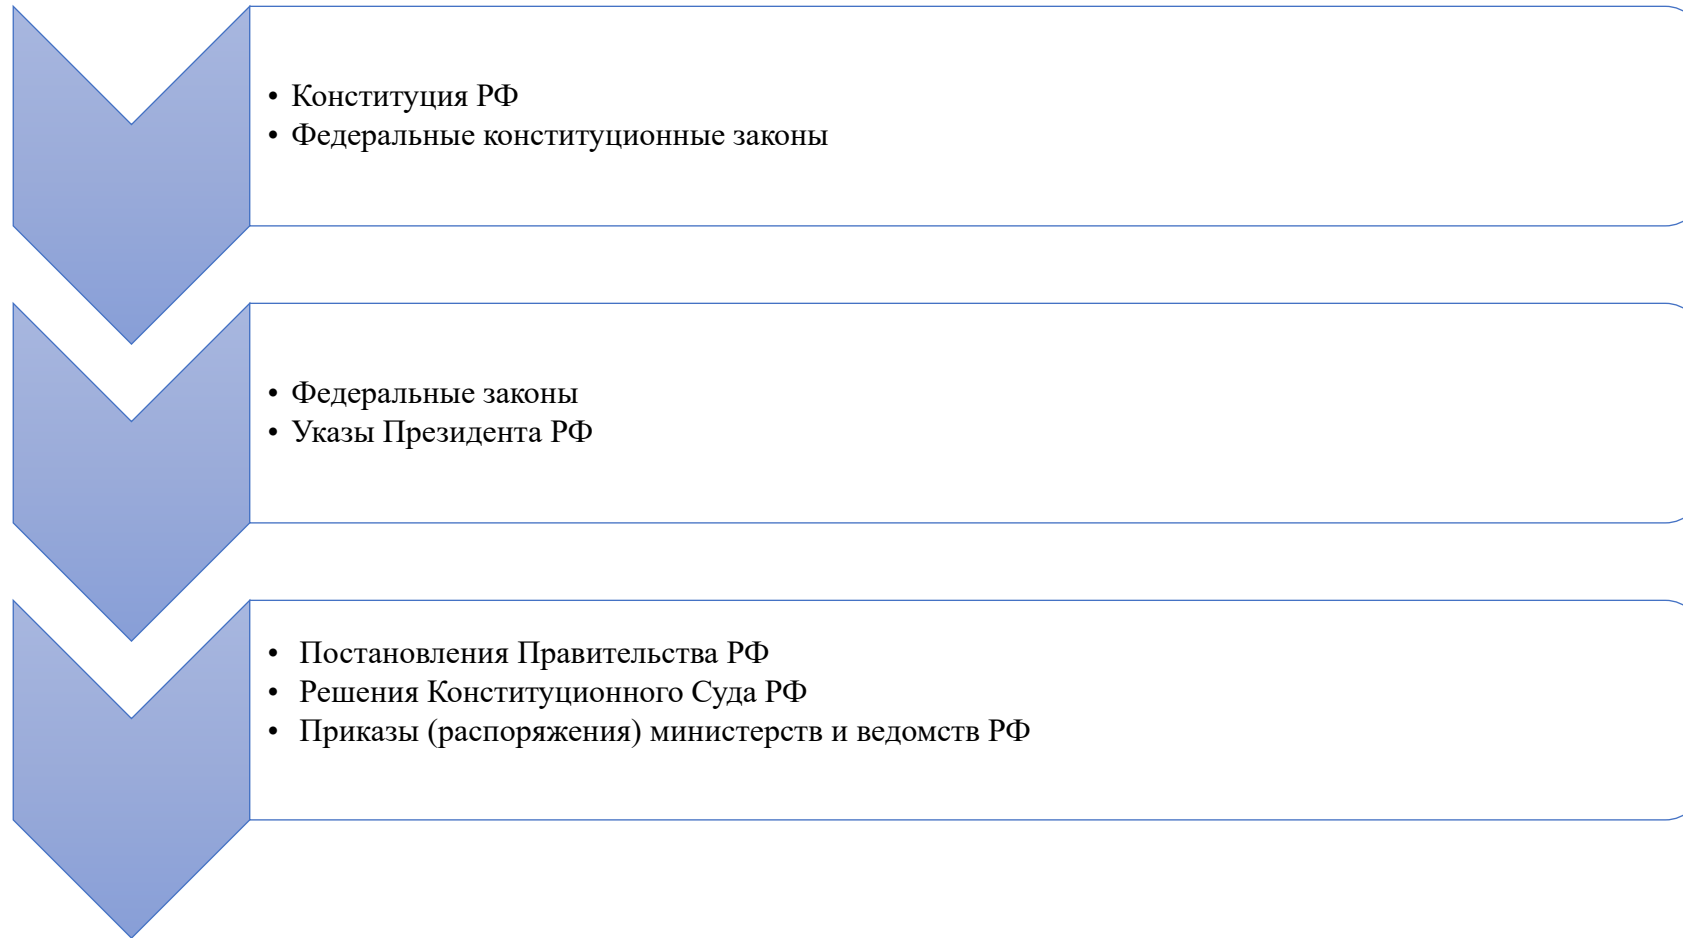 • Конституция РФ
• Федеральные конституционные законы
• Федеральные законы
• Указы Президента РФ
• Постановления Правительства РФ
• Решения Конституционного Суда РФ
• Приказы (распоряжения) министерств и ведомств РФ